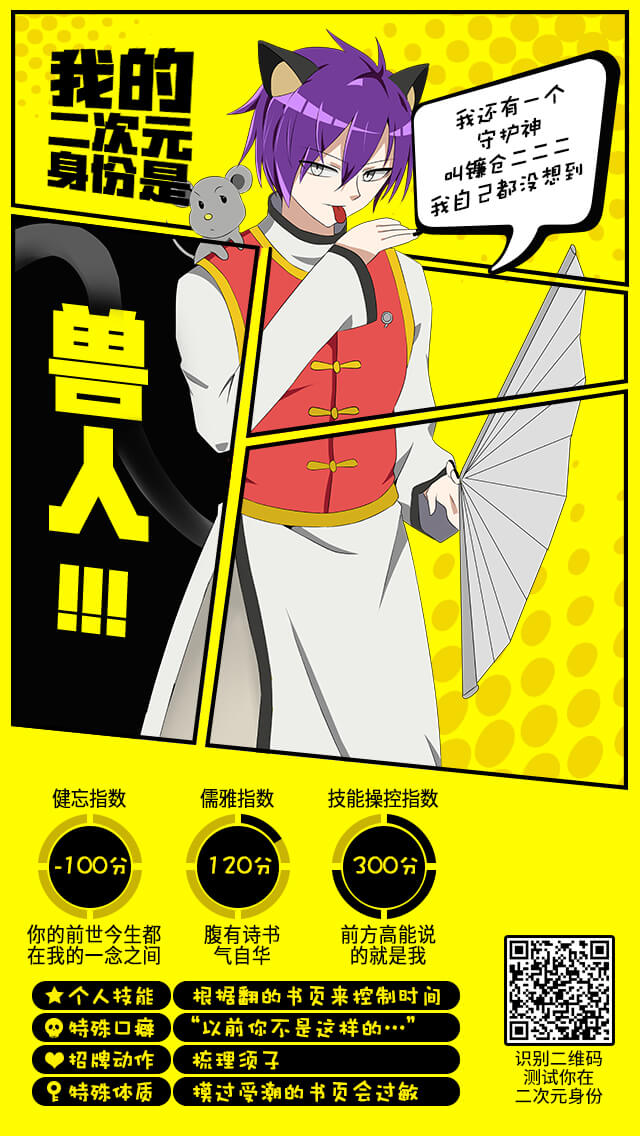 我的
二次元
身份是
我还有一个
守护神
叫镰仓二二二
我自己都没想到
兽人!!!
健忘指数
儒雅指数
技能操控指数
-100分
120分
300分
你的前世今生都
在我的一念之间
腹有诗书
气自华
前方高能说
的就是我
个人技能
根据翻的书页来控制时间
特殊口癖
“以前你不是这样的…”
招牌动作
梳理须子
特殊体质
摸过受潮的书页会过敏
识别二维码
测试你在
二次元身份